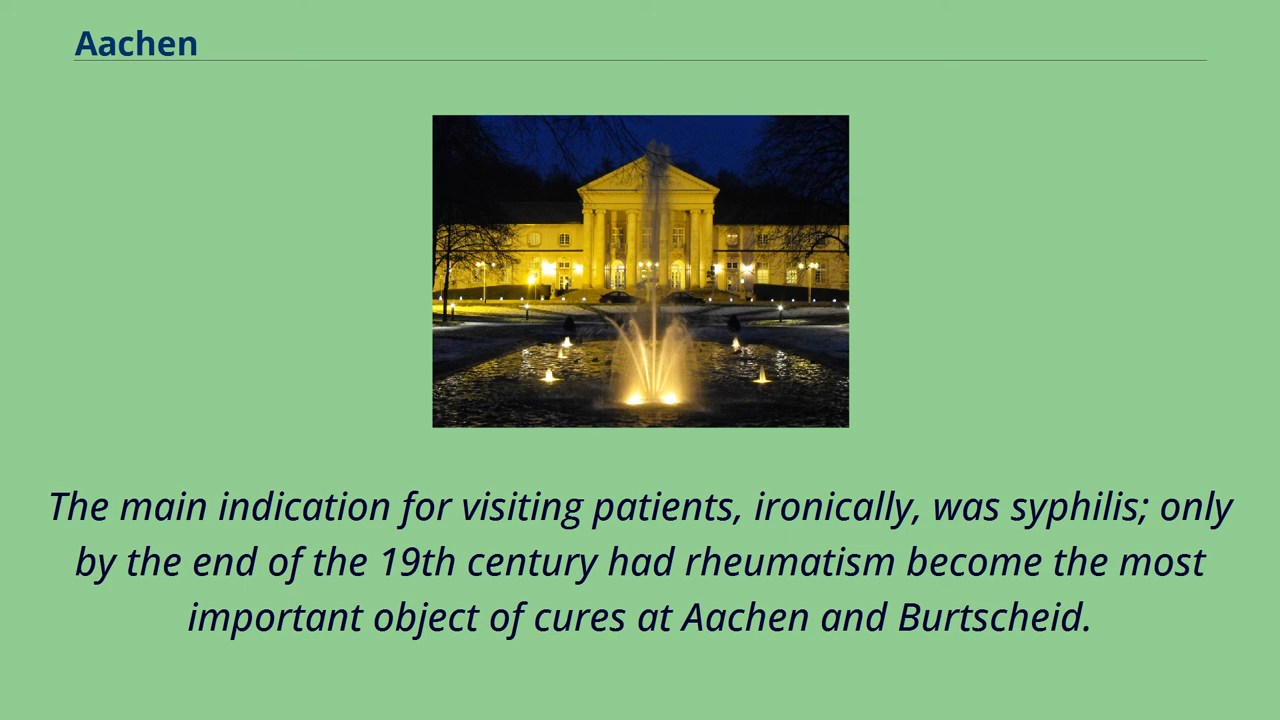 Aachen
The main indication for visiting patients, ironically, was syphilis; only
by the end of the 19th century had rheumatism become the most
important object of cures at Aachen and Burtscheid.